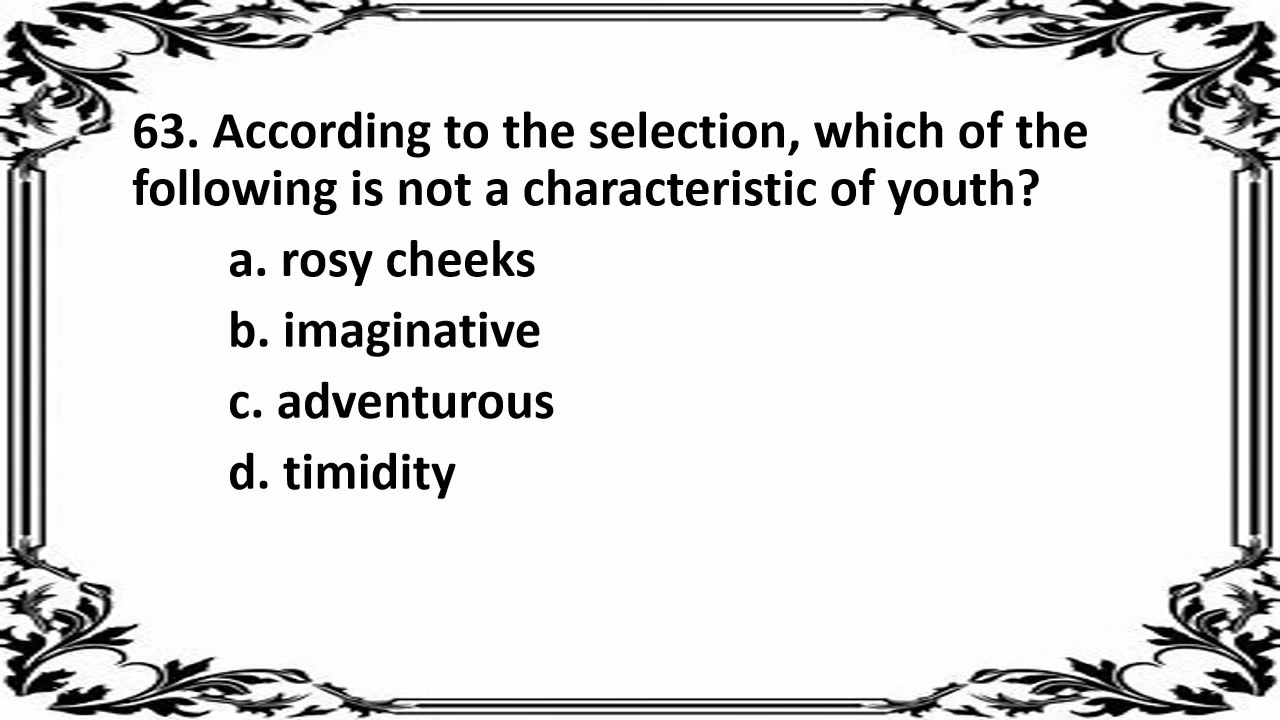 63. According to the selection, which of the
following is not a characteristic of youth?
a. rosy cheeks
b. imaginative
c. adventurous
d. timidity